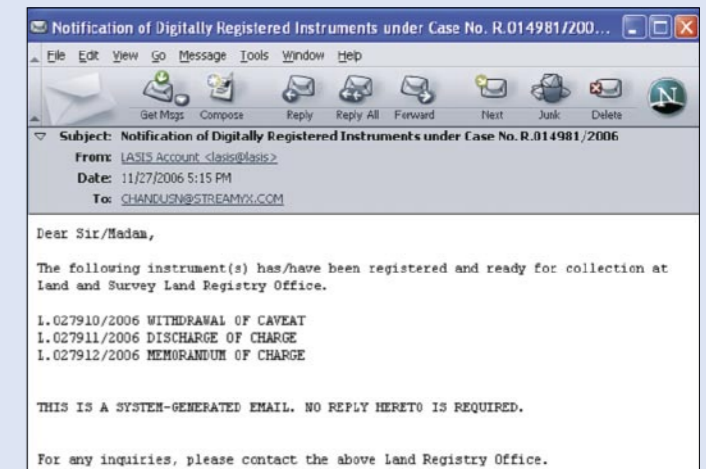 Notification of Digitally Registered Instruments under Case No. R.014981/200...
File Edit View Go Message Tools Window Help
Get Msgs Compose Reply Reply All Forward Next Junk Delete
N
Subject: Notification of Digitally Registered Instruments under Case No. R.014981/2006
From: LASIS Account <lasis@lasis>
Date: 11/27/2006 5:15 PM
To: CHANDUSN@STREAMYX.COM
Dear Sir/Madam,
The following instrument(s) has/have been registered and ready for collection at
Land and Survey Land Registry Office.
L.027910/2006 WITHDRAWAL OF CAVEAT
L.027911/2006 DISCHARGE OF CHARGE
L.027912/2006 MEMORANDUM OF CHARGE
THIS IS A SYSTEM-GENERATED EMAIL. NO REPLY HERETO IS REQUIRED.
For any inquiries, please contact the above Land Registry Office.